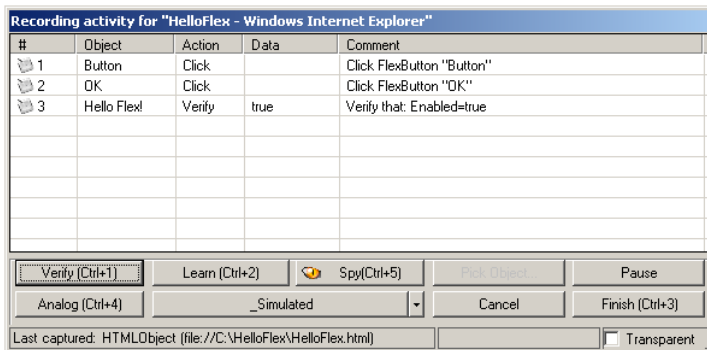 Recording activity for "HelloFlex - Windows Internet Explorer"
# Object Action Data Comment
1 Button Click Click FlexButton "Button"
2 OK Click Click FlexButton "OK"
3 Hello Flex! Verify true Verify that: Enabled=true
Verify (Ctrl+1) Learn (Ctrl+2) Spy(Ctrl+5) Pick Object... Pause
Analog (Ctrl+4) _Simulated Cancel Finish (Ctrl+3)
Last captured: HTMLObject (file://C:\HelloFlex\HelloFlex.html) Transparent